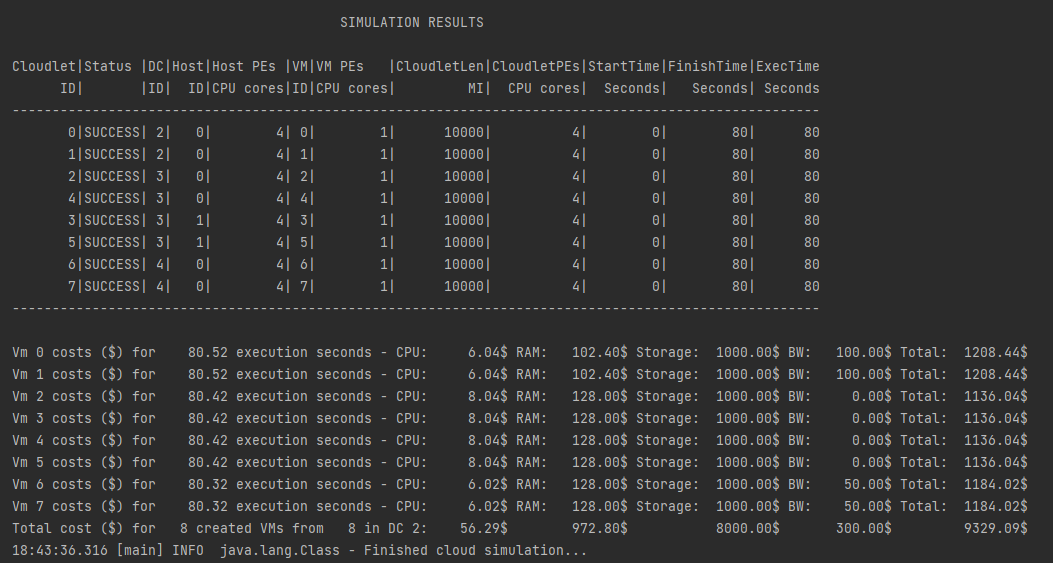 SIMULATION RESULTS
Cloudlet|Status |DC|Host|Host PEs |VM|VM PEs   |CloudletLen|CloudletPEs|StartTime|FinishTime|ExecTime
      ID|       |ID|  ID|CPU cores|ID|CPU cores|         MI|  CPU cores|  Seconds|   Seconds| Seconds
-----------------------------------------------------------------------------------------------------
       0|SUCCESS| 2|   0|        4| 0|        1|      10000|          4|        0|        80|      80
       1|SUCCESS| 2|   0|        4| 1|        1|      10000|          4|        0|        80|      80
       2|SUCCESS| 3|   0|        4| 2|        1|      10000|          4|        0|        80|      80
       4|SUCCESS| 3|   0|        4| 4|        1|      10000|          4|        0|        80|      80
       3|SUCCESS| 3|   1|        4| 3|        1|      10000|          4|        0|        80|      80
       5|SUCCESS| 3|   1|        4| 5|        1|      10000|          4|        0|        80|      80
       6|SUCCESS| 4|   0|        4| 6|        1|      10000|          4|        0|        80|      80
       7|SUCCESS| 4|   0|        4| 7|        1|      10000|          4|        0|        80|      80
-----------------------------------------------------------------------------------------------------
Vm 0 costs ($) for    80.52 execution seconds - CPU:     6.04$ RAM:   102.40$ Storage:  1000.00$ BW:   100.00$ Total:  1208.44$
Vm 1 costs ($) for    80.52 execution seconds - CPU:     6.04$ RAM:   102.40$ Storage:  1000.00$ BW:   100.00$ Total:  1208.44$
Vm 2 costs ($) for    80.42 execution seconds - CPU:     8.04$ RAM:   128.00$ Storage:  1000.00$ BW:     0.00$ Total:  1136.04$
Vm 3 costs ($) for    80.42 execution seconds - CPU:     8.04$ RAM:   128.00$ Storage:  1000.00$ BW:     0.00$ Total:  1136.04$
Vm 4 costs ($) for    80.42 execution seconds - CPU:     8.04$ RAM:   128.00$ Storage:  1000.00$ BW:     0.00$ Total:  1136.04$
Vm 5 costs ($) for    80.42 execution seconds - CPU:     8.04$ RAM:   128.00$ Storage:  1000.00$ BW:     0.00$ Total:  1136.04$
Vm 6 costs ($) for    80.32 execution seconds - CPU:     6.02$ RAM:   128.00$ Storage:  1000.00$ BW:    50.00$ Total:  1184.02$
Vm 7 costs ($) for    80.32 execution seconds - CPU:     6.02$ RAM:   128.00$ Storage:  1000.00$ BW:    50.00$ Total:  1184.02$
Total cost ($) for   8 created VMs from   8 in DC 2:    56.29$        972.80$           8000.00$       300.00$         9329.09$
18:43:36.316 [main] INFO  java.lang.Class - Finished cloud simulation...